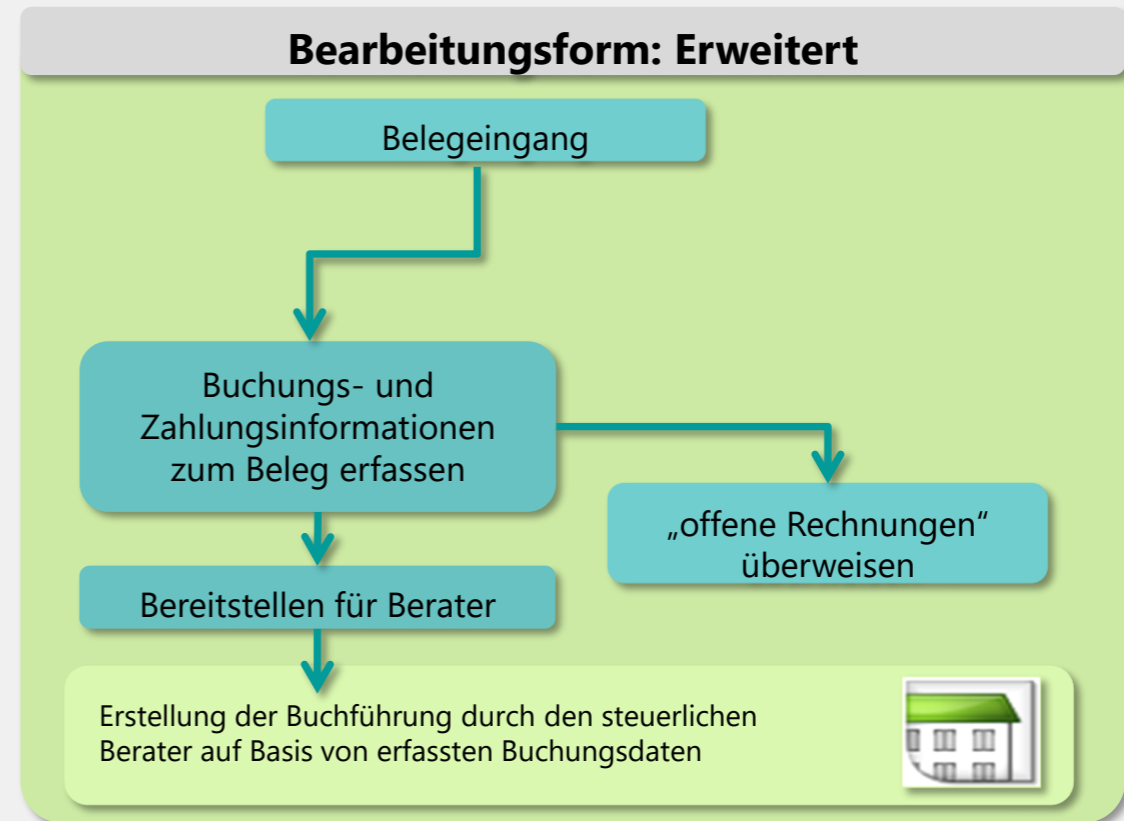 Bearbeitungsform: Erweitert
Belegeingang
Buchungs- und
Zahlungsinformationen
zum Beleg erfassen
„offene Rechnungen“
überweisen
Bereitstellen für Berater
Erstellung der Buchführung durch den steuerlichen
Berater auf Basis von erfassten Buchungsdaten